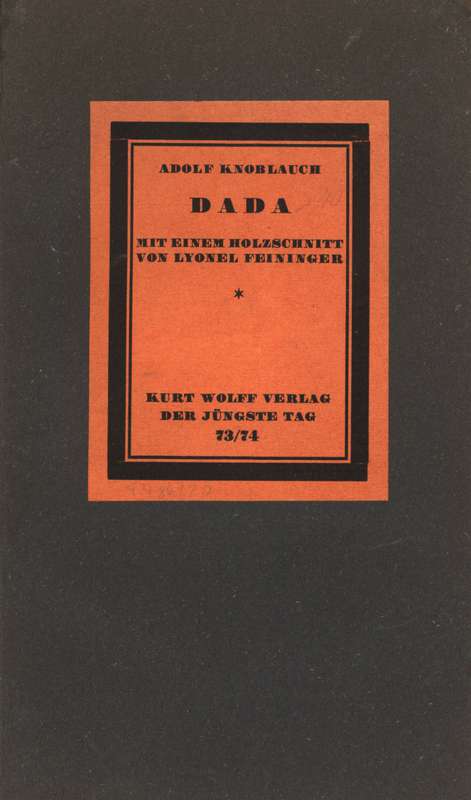 ADOLF KNOBLAUCH
DADA
MIT EINEM HOLZSCHNITT
VON LYONEL FEININGER
*
KURT WOLFF VERLAG
DER JÜNGSTE TAG
73/74